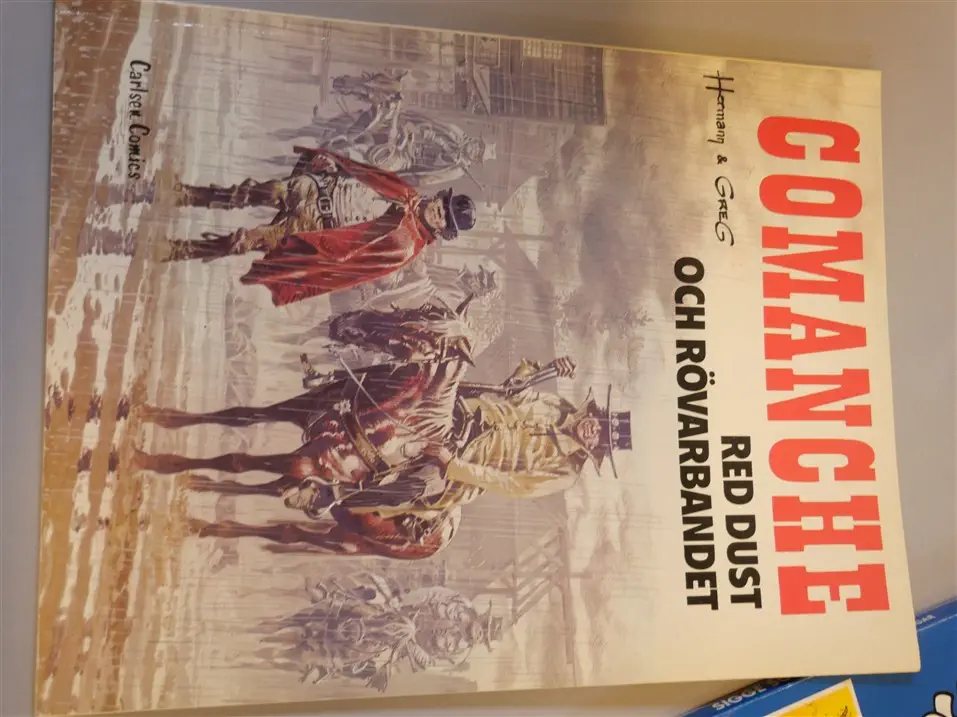 COMANCHE
Hermann & GREG
RED DUST
OCH RÖVARBANDET
Carlsen Comics